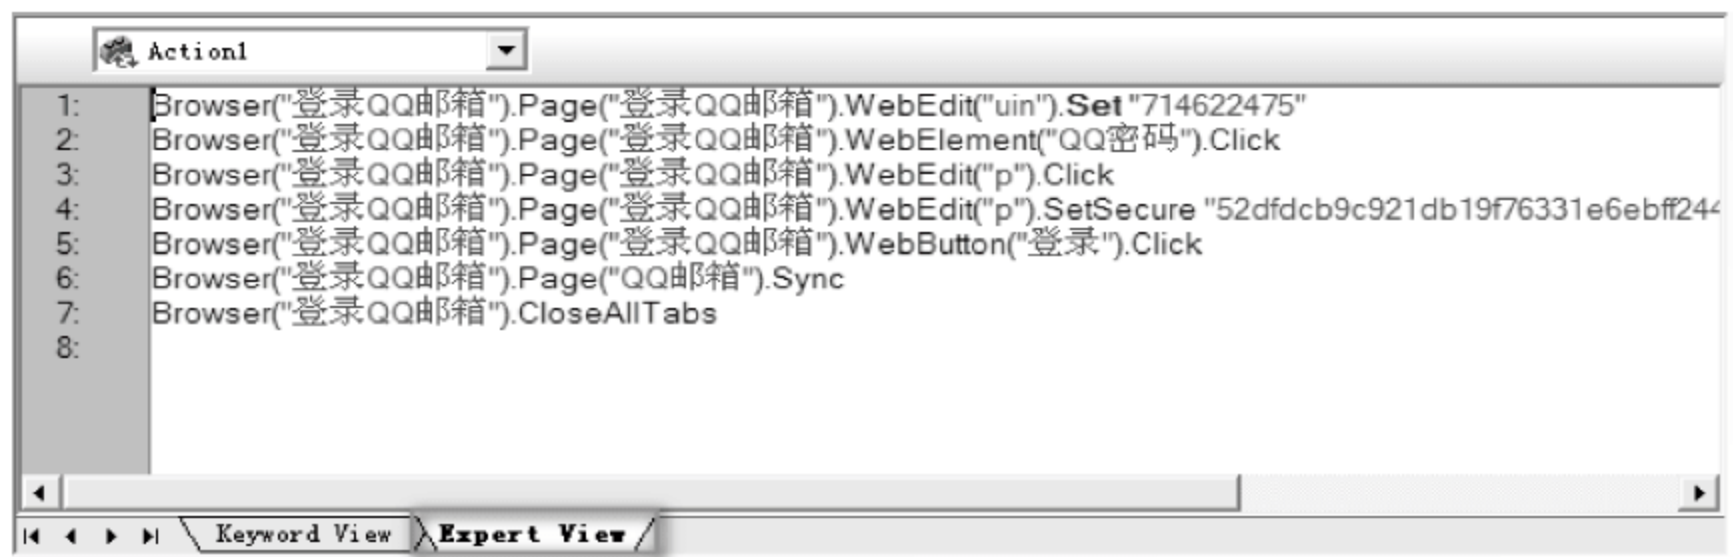 Action1
1: Browser("登录QQ邮箱").Page("登录QQ邮箱").WebEdit("uin").Set "714622475"
2: Browser("登录QQ邮箱").Page("登录QQ邮箱").WebElement("QQ密码").Click
3: Browser("登录QQ邮箱").Page("登录QQ邮箱").WebEdit("p").Click
4: Browser("登录QQ邮箱").Page("登录QQ邮箱").WebEdit("p").SetSecure "52dfdcb9c921db19f76331e6ebff244
5: Browser("登录QQ邮箱").Page("登录QQ邮箱").WebButton("登录").Click
6: Browser("登录QQ邮箱").Page("QQ邮箱").Sync
7: Browser("登录QQ邮箱").CloseAllTabs
8:
Keyword View Expert View